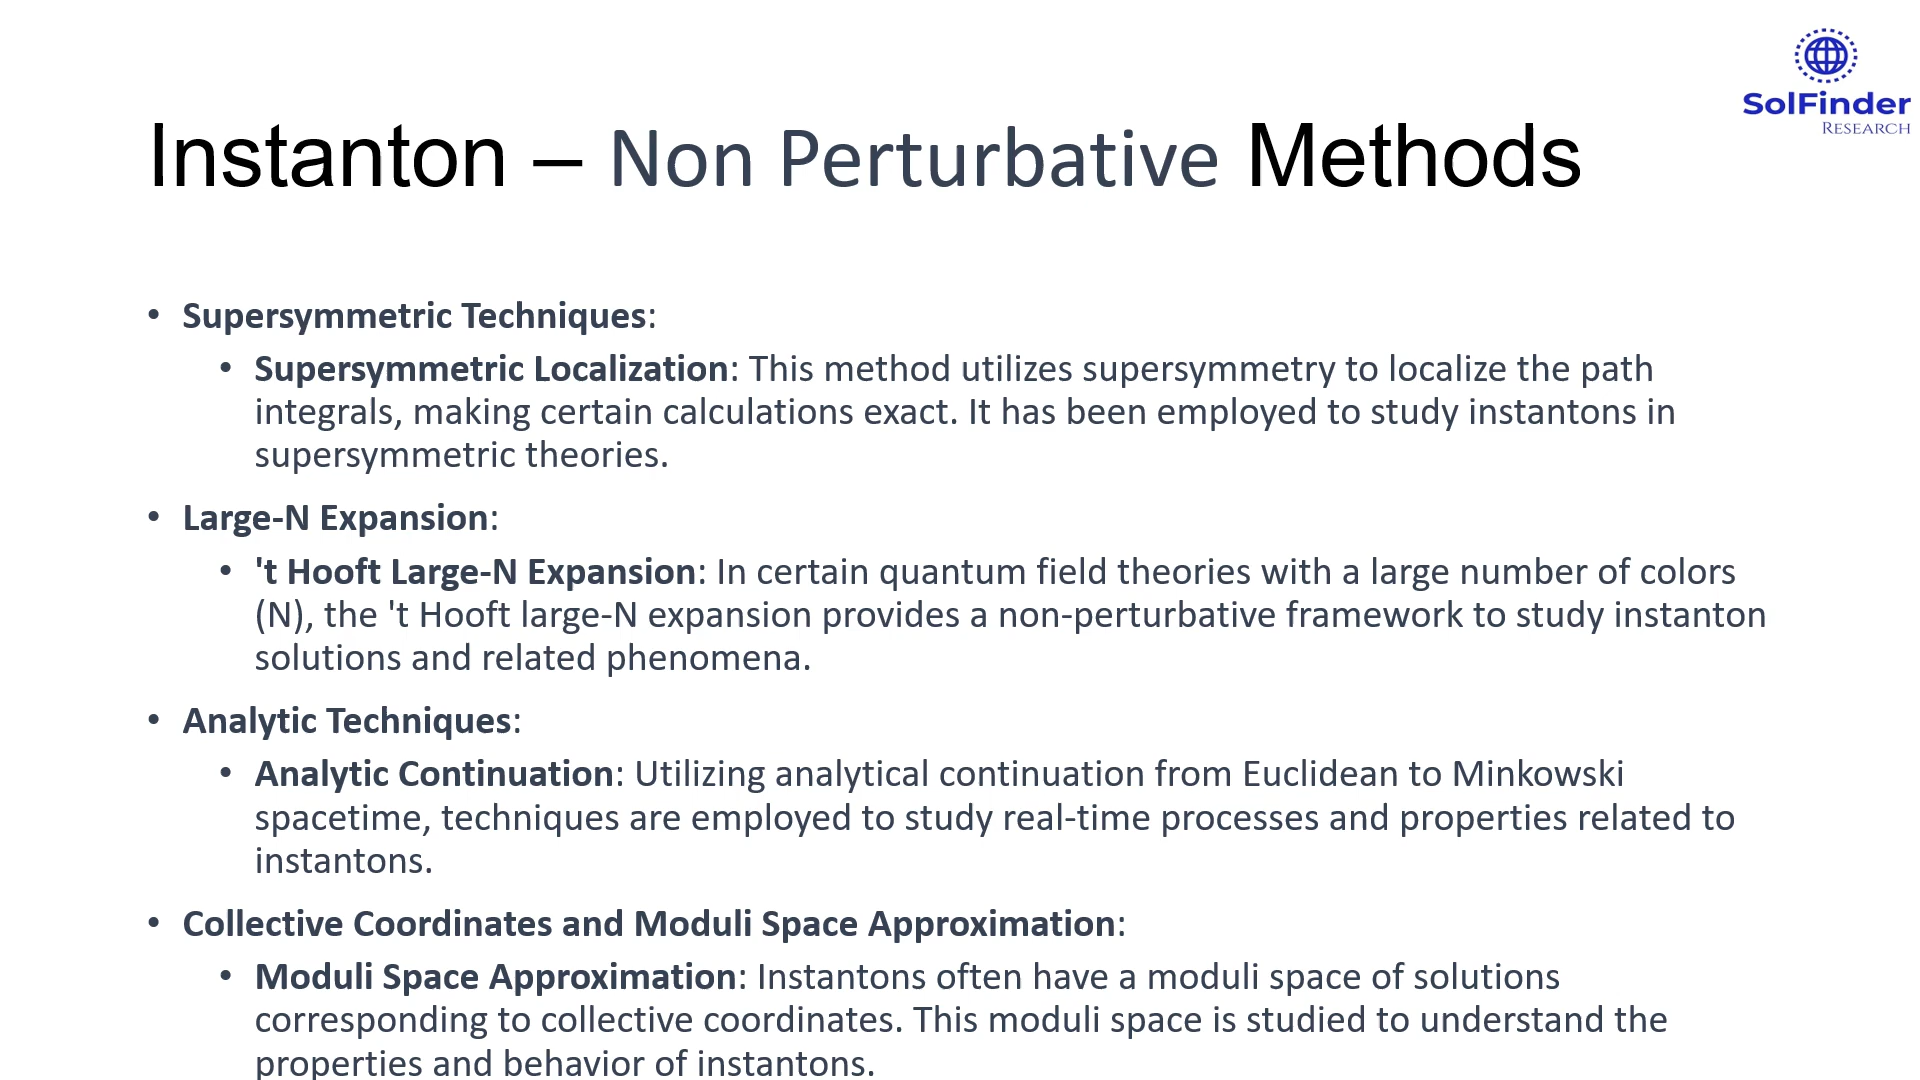 SolFinder
RESEARCH
Instanton – Non Perturbative Methods
• Supersymmetric Techniques:
• Supersymmetric Localization: This method utilizes supersymmetry to localize the path
integrals, making certain calculations exact. It has been employed to study instantons in
supersymmetric theories.
• Large-N Expansion:
• 't Hooft Large-N Expansion: In certain quantum field theories with a large number of colors
(N), the 't Hooft large-N expansion provides a non-perturbative framework to study instanton
solutions and related phenomena.
• Analytic Techniques:
• Analytic Continuation: Utilizing analytical continuation from Euclidean to Minkowski
spacetime, techniques are employed to study real-time processes and properties related to
instantons.
• Collective Coordinates and Moduli Space Approximation:
• Moduli Space Approximation: Instantons often have a moduli space of solutions
corresponding to collective coordinates. This moduli space is studied to understand the
properties and behavior of instantons.